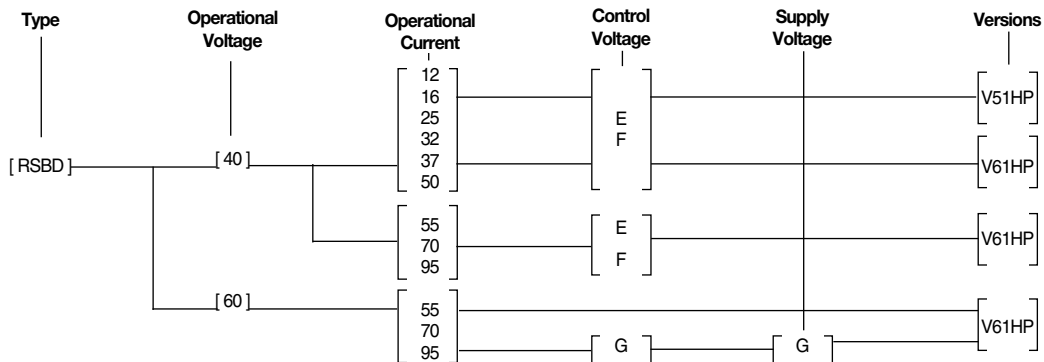 Type
Operational
Voltage
Operational
Current
Control
Voltage
Supply
Voltage
Versions
[ RSBD ]
[ 40 ]
12
16
25
32
37
50
E
F
V51HP
V61HP
55
70
95
E
F
V61HP
[ 60 ]
55
70
95
G
G
V61HP